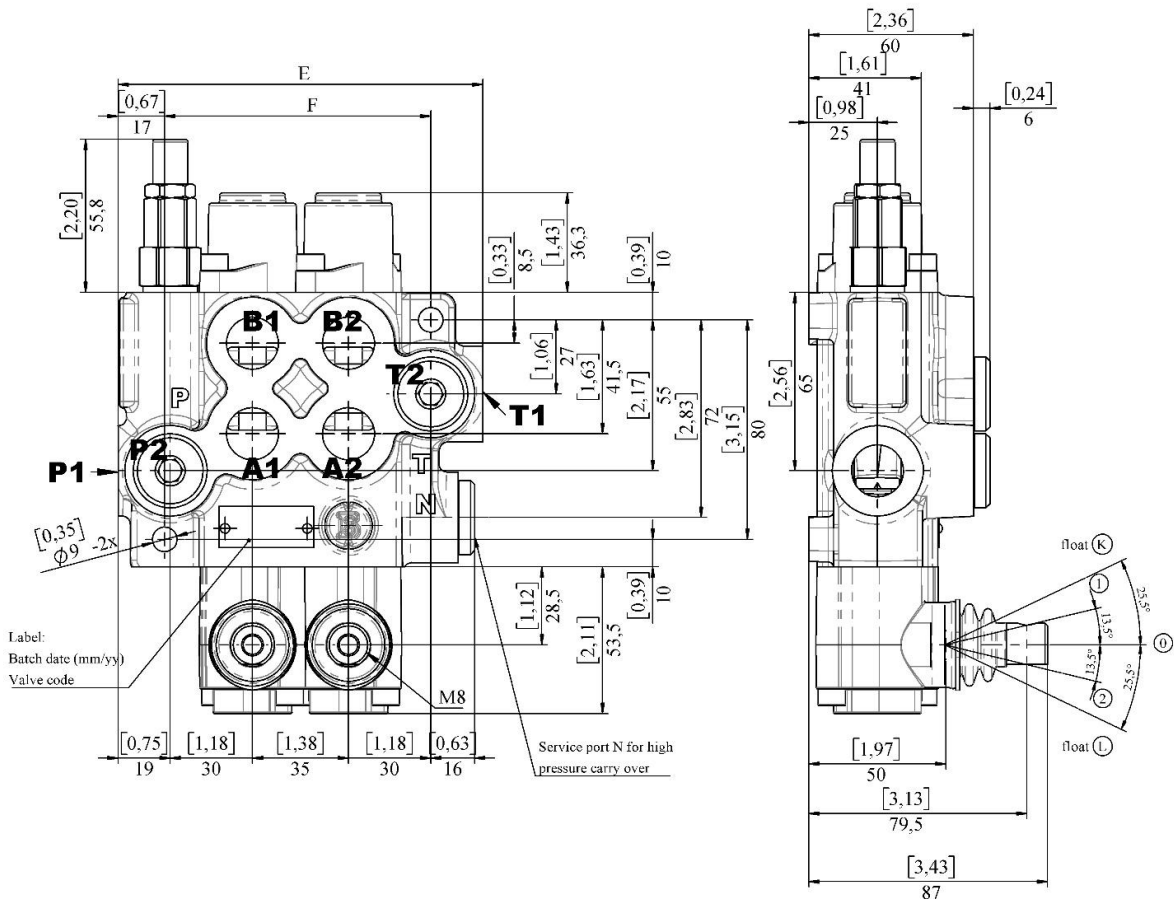 E
[0,67]
17
F
[2,20]
55,8
[1,43]
36,3
[0,33]
8,5
[0,39]
10
B1
B2
T2
T1
P
P2
P1
A1
A2
T
N
B
[1,06]
27
[1,63]
41,5
[2,17]
55
[2,83]
72
[3,15]
80
[0,35]
Ø9 -2x
Label:
Batch date (mm/yy)
Valve code
[1,12]
28,5
[2,11]
53,5
[0,39]
10
M8
Service port N for high
pressure carry over
[0,75]
19
[1,18]
30
[1,38]
35
[1,18]
30
[0,63]
16
[2,36]
60
[1,61]
41
[0,98]
25
[0,24]
6
[2,56]
65
float K
1
25.5°
13.5°
0
13.5°
25.5°
2
float L
[1,97]
50
[3,13]
79,5
[3,43]
87